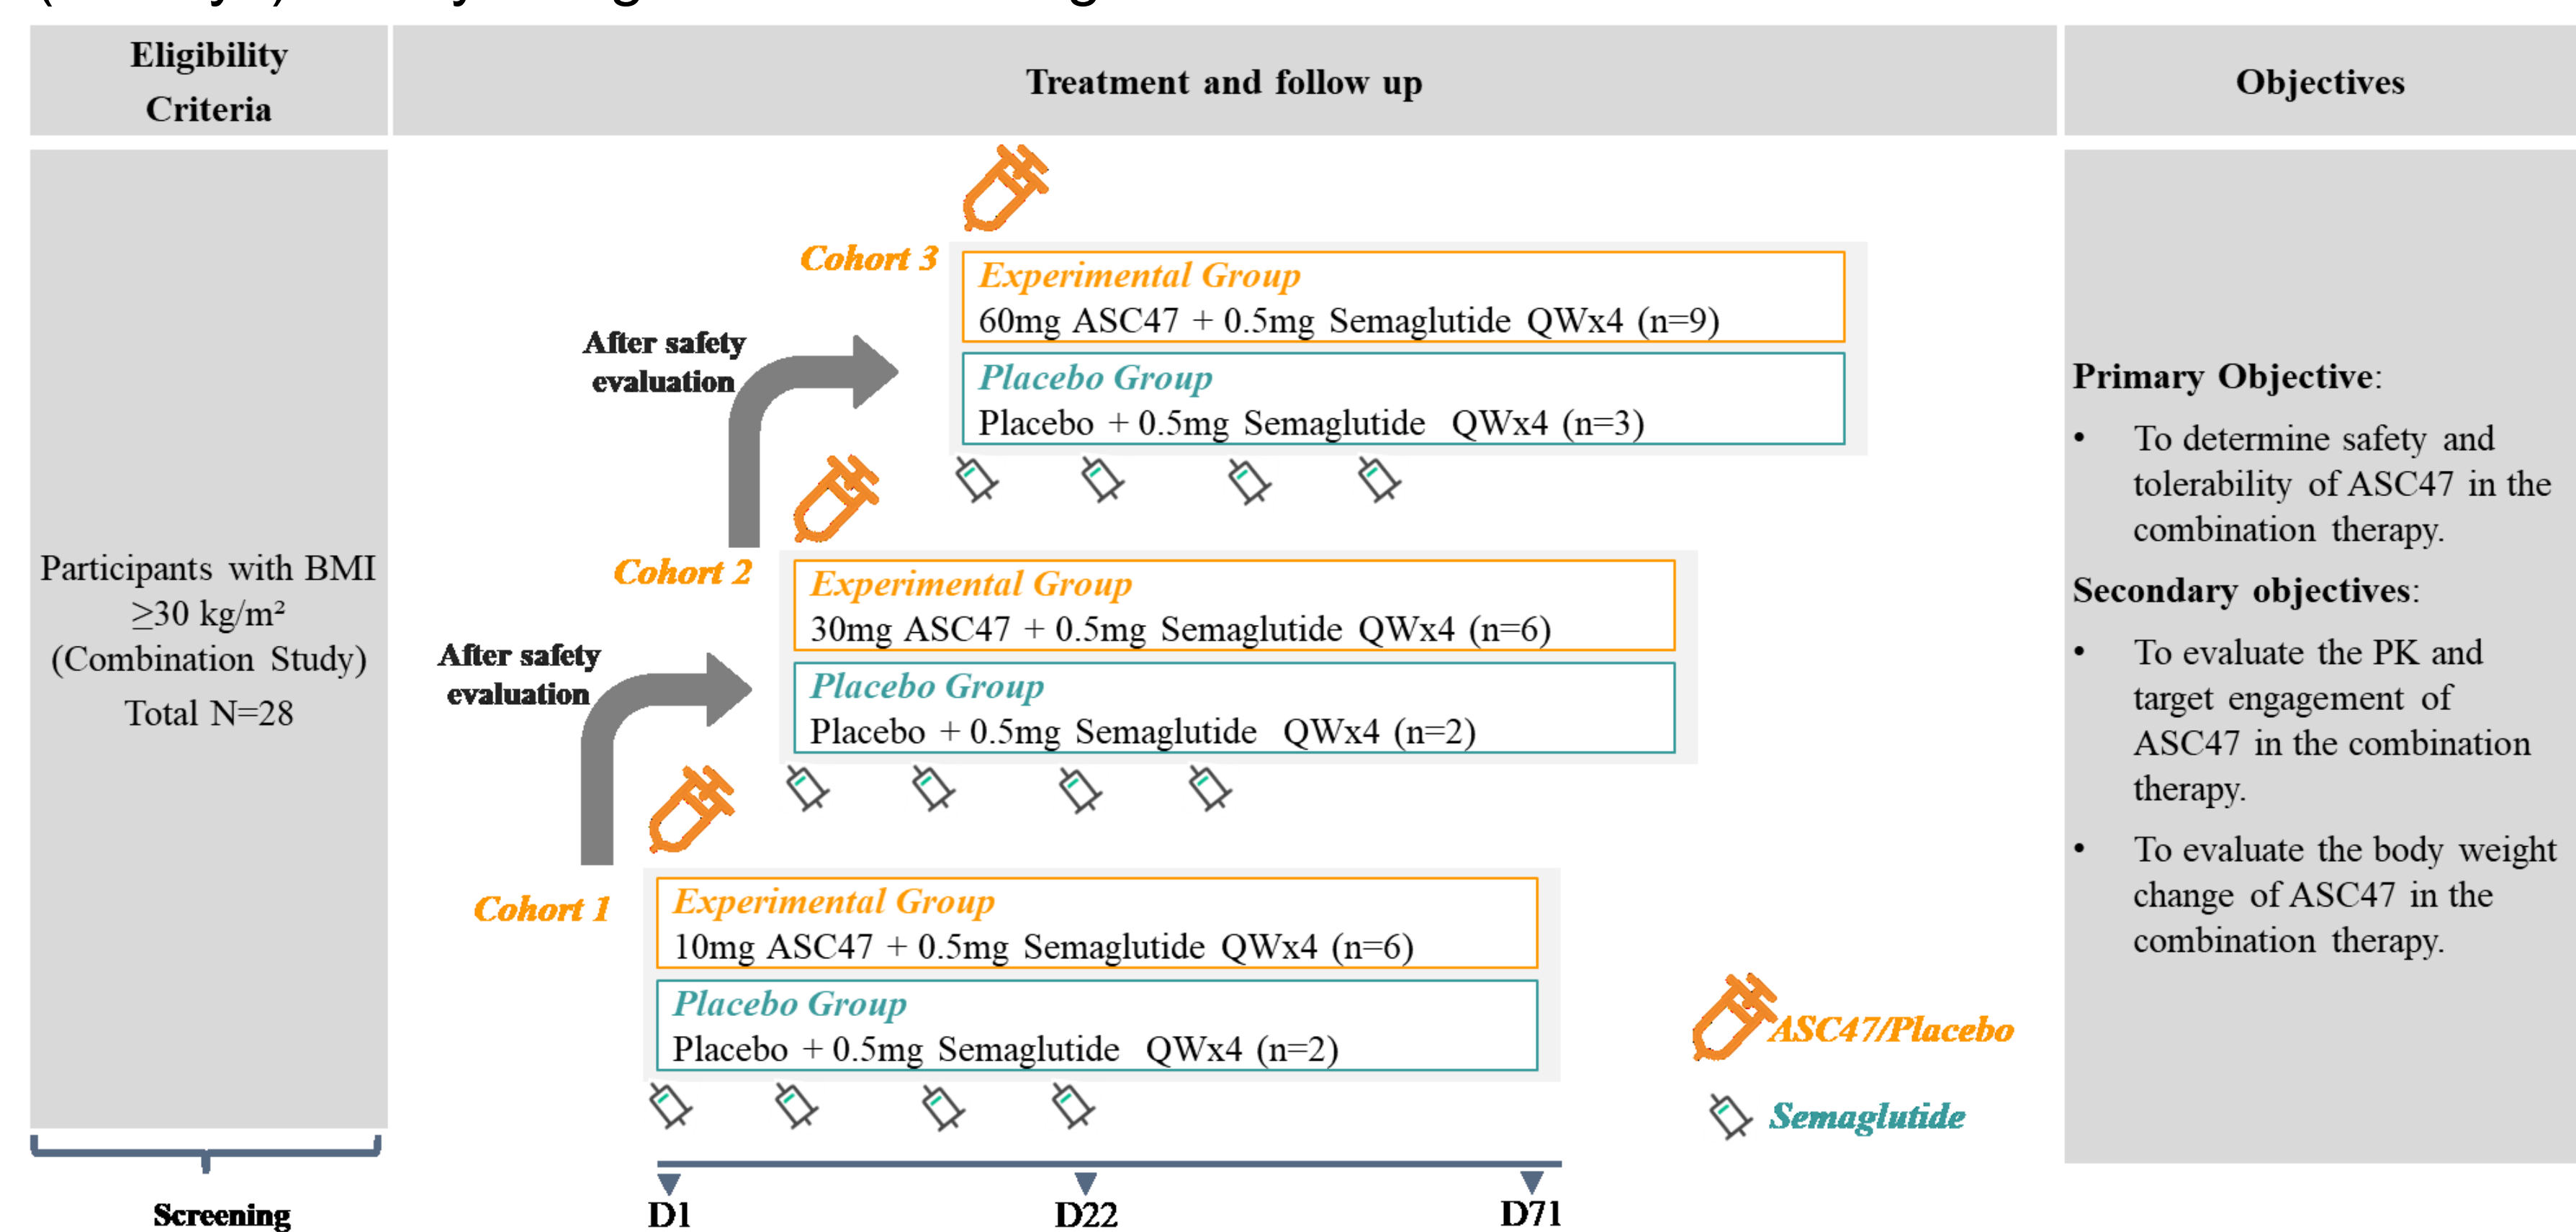 Eligibility
Criteria
Treatment and follow up
Objectives
Participants with BMI
≥30 kg/m²
(Combination Study)
Total N=28
Screening
Cohort 3
Experimental Group
60mg ASC47 + 0.5mg Semaglutide QWx4 (n=9)
Placebo Group
Placebo + 0.5mg Semaglutide QWx4 (n=3)
After safety
evaluation
Cohort 2
Experimental Group
30mg ASC47 + 0.5mg Semaglutide QWx4 (n=6)
Placebo Group
Placebo + 0.5mg Semaglutide QWx4 (n=2)
After safety
evaluation
Cohort 1
Experimental Group
10mg ASC47 + 0.5mg Semaglutide QWx4 (n=6)
Placebo Group
Placebo + 0.5mg Semaglutide QWx4 (n=2)
ASC47/Placebo
Semaglutide
D1
D22
D71
Primary Objective:
• To determine safety and
tolerability of ASC47 in the
combination therapy.
Secondary objectives:
• To evaluate the PK and
target engagement of
ASC47 in the combination
therapy.
• To evaluate the body weight
change of ASC47 in the
combination therapy.